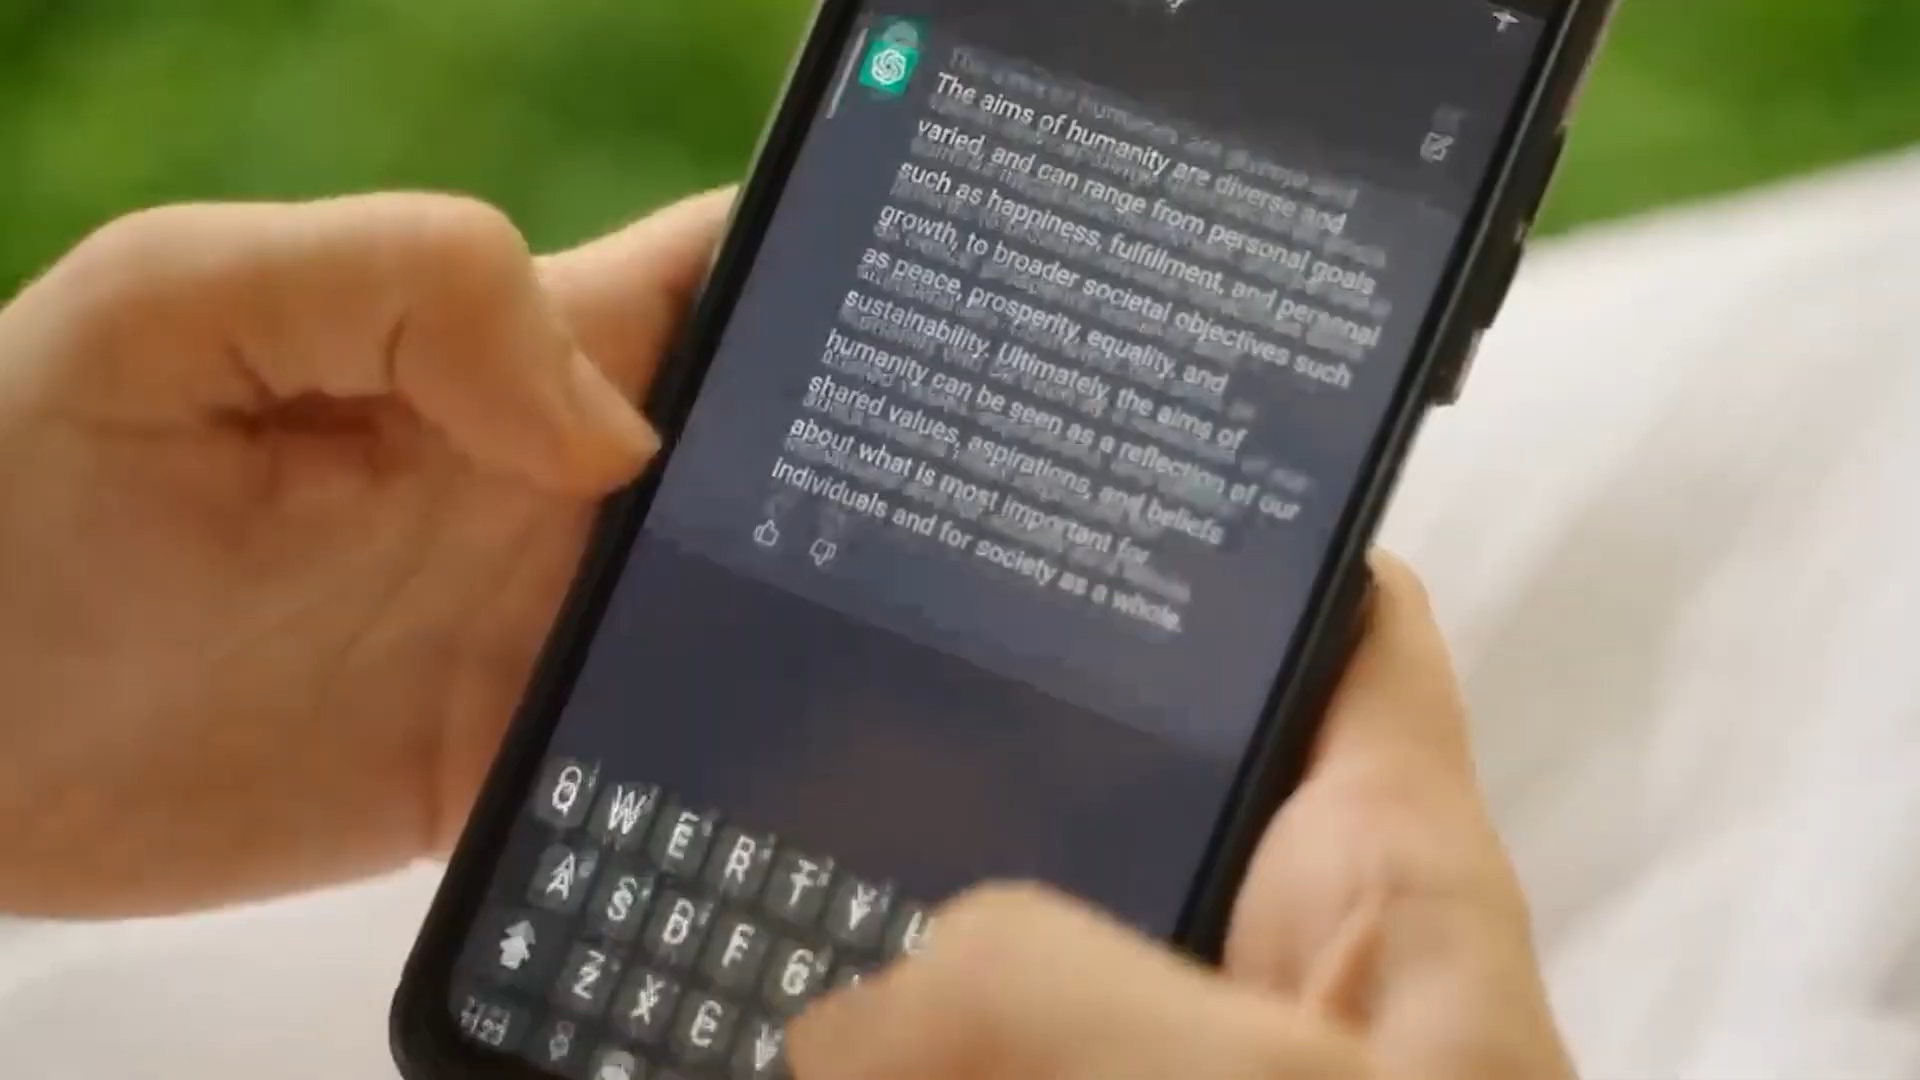 The aims of humanity are diverse and
varied, and can range from personal goals
such as happiness, fulfillment, and personal
growth, to broader societal objectives such
as peace, prosperity, equality, and
sustainability. Ultimately, the aims of
humanity can be seen as a reflection of our
shared values, aspirations, and beliefs
about what is most important for
individuals and for society as a whole.
Q W E R T Y
A S D F G
Z X C V